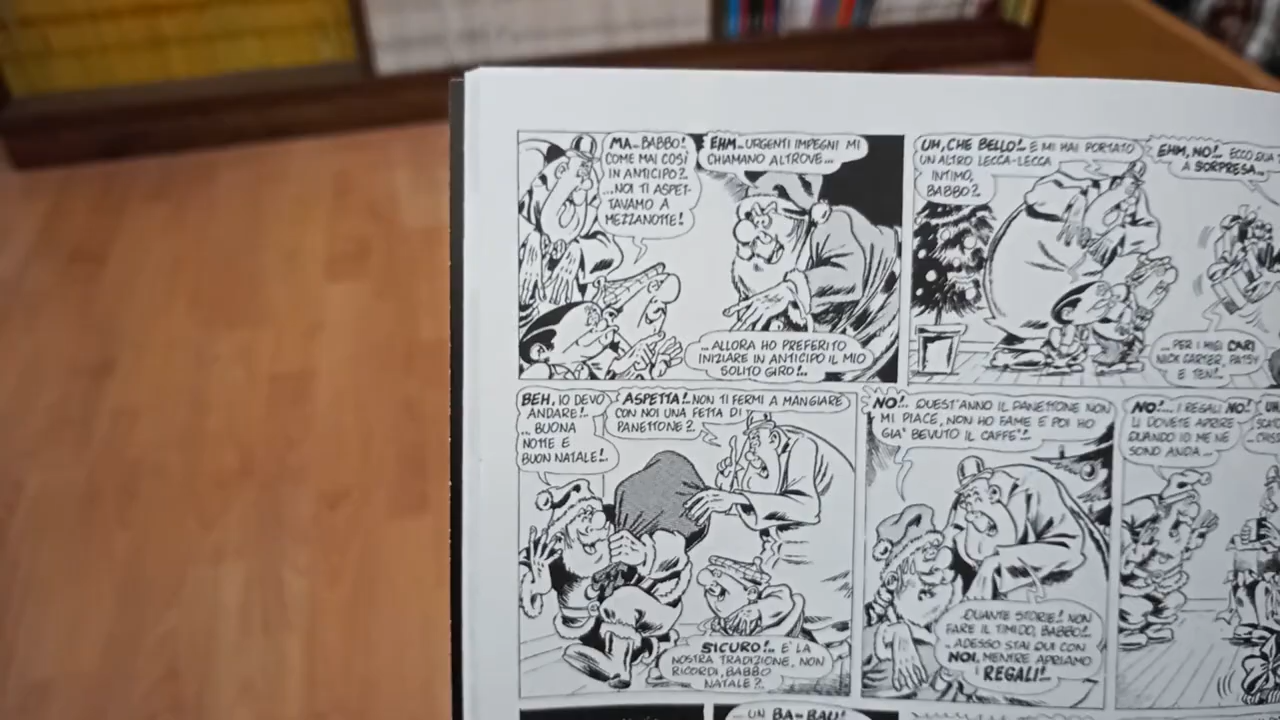 MA... BABBO!
COME MAI COSÌ
IN ANTICIPO?..
...NOI TI ASPET-
TAVAMO A
MEZZANOTTE!
EHM... URGENTI IMPEGNI MI
CHIAMANO ALTROVE...
...ALLORA HO PREFERITO
INIZIARE IN ANTICIPO IL MIO
SOLITO GIRO!..
UH, CHE BELLO!.. E MI HAI PORTATO
UN ALTRO LECCA-LECCA
INTIMO,
BABBO?.
EHM, NO!.. ECCO QUA
A SORPRESA...
...PER I MIEI CARI
NICK CARTER, PATSY
E TEN!..
BEH, IO DEVO
ANDARE!..
... BUONA
NOTTE E
BUON NATALE!..
ASPETTA!.. NON TI FERMI A MANGIARE
CON NOI UNA FETTA DI
PANETTONE?.
SICURO!.. E' LA
NOSTRA TRADIZIONE, NON
RICORDI, BABBO
NATALE?..
NO!.. QUEST'ANNO IL PANETTONE NON
MI PIACE, NON HO FAME E POI HO
GIA' BEVUTO IL CAFFE'!.
QUANTE STORIE! NON
FARE IL TIMIDO, BABBO!..
..ADESSO STAI QUI CON
NOI, MENTRE APRIAMO
I REGALI!..
NO!... I REGALI NO!
LI DOVETE APRIRE
QUANDO IO ME NE
SONO ANDA...
... UN BA-BAU!